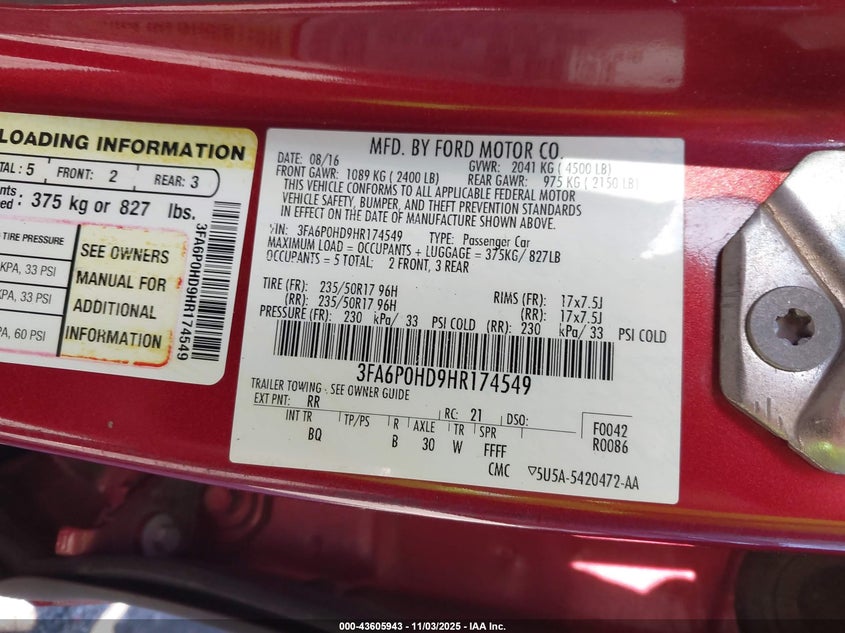 LOADING INFORMATION
TAL: 5 FRONT: 2 REAR: 3
nts
ed : 375 kg or 827 lbs.
TIRE PRESSURE
KPA, 33 PSI
KPA, 33 PSI
PA, 60 PSI
SEE OWNERS
MANUAL FOR
ADDITIONAL
INFORMATION
3FA6P0HD9HR174549
MFD. BY FORD MOTOR CO.
DATE: 08/16 GVWR: 2041 KG ( 4500 LB)
FRONT GAWR: 1089 KG ( 2400 LB) REAR GAWR: 975 KG ( 2150 LB)
THIS VEHICLE CONFORMS TO ALL APPLICABLE FEDERAL MOTOR
VEHICLE SAFETY, BUMPER, AND THEFT PREVENTION STANDARDS
IN EFFECT ON THE DATE OF MANUFACTURE SHOWN ABOVE.
VIN: 3FA6P0HD9HR174549 TYPE: Passenger Car
MAXIMUM LOAD = OCCUPANTS + LUGGAGE = 375KG/ 827LB
OCCUPANTS = 5 TOTAL: 2 FRONT, 3 REAR
TIRE (FR): 235/50R17 96H RIMS (FR): 17x7.5J
(RR): 235/50R17 96H (RR): 17x7.5J
PRESSURE (FR): 230 kPa/ 33 PSI COLD (RR): 230 kPa/ 33 PSI COLD
3FA6P0HD9HR174549
TRAILER TOWING - SEE OWNER GUIDE
EXT PNT: RR RC: 21 DSO: F0042
INT TR TP/PS R AXLE TR SPR R0086
BQ B 30 W FFFF
CMC ▽5U5A-5420472-AA
000-43605943 - 11/03/2025 - IAA Inc.